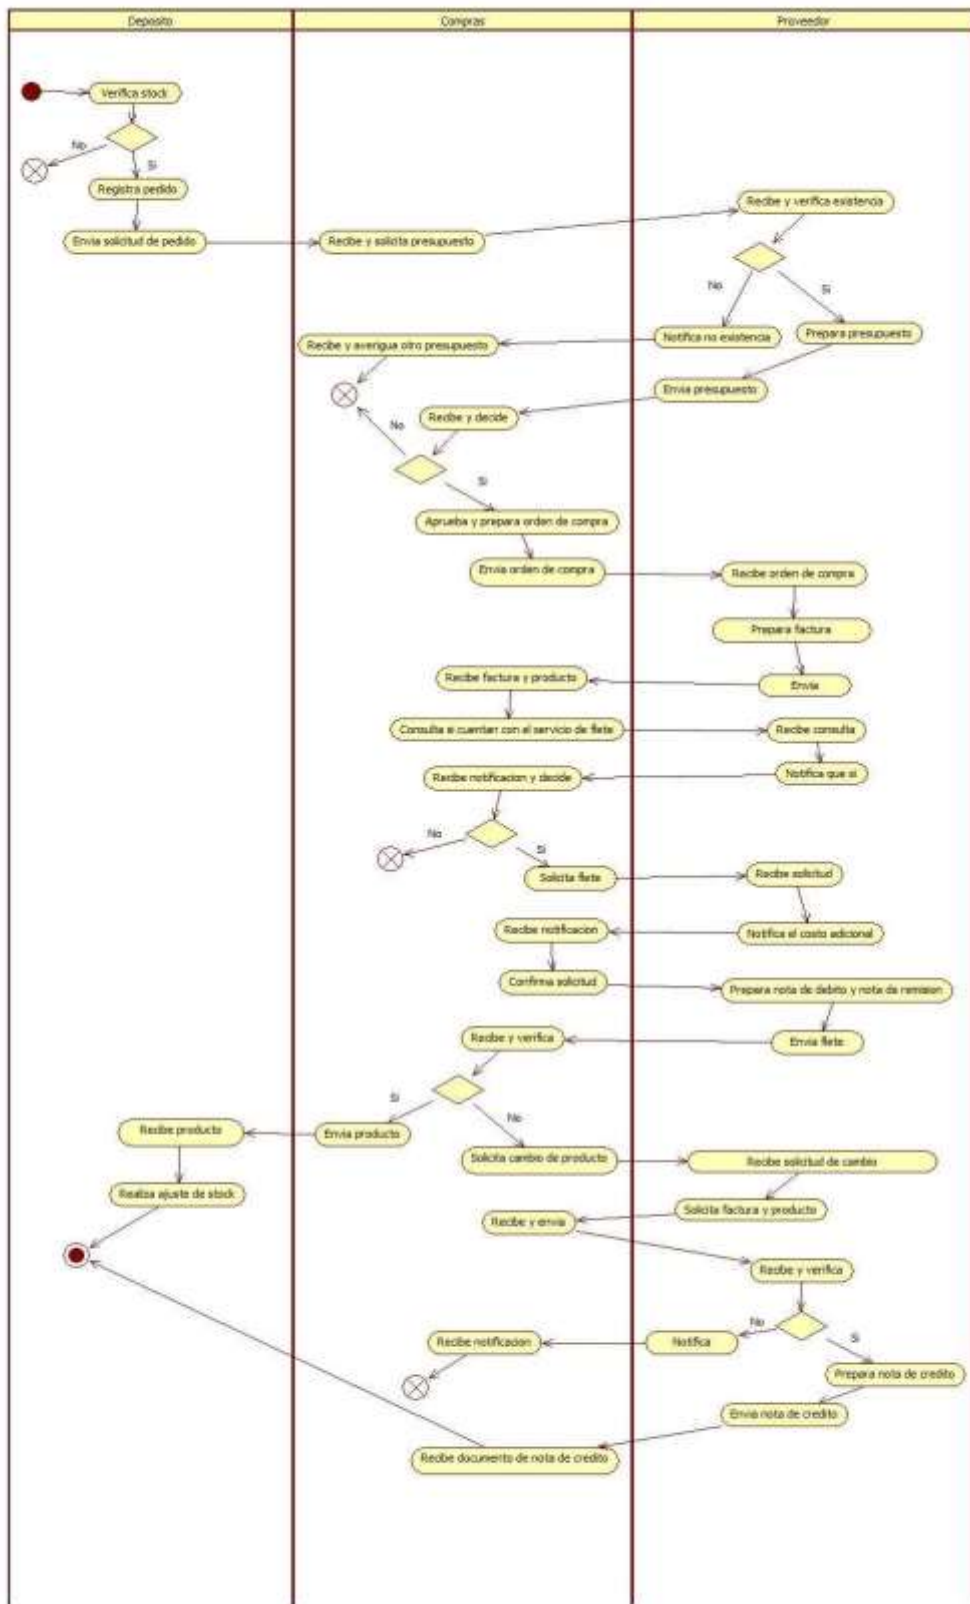 Deposito
Compras
Proveedor
Verifica stock
No
Si
Registra pedido
Recibe y verifica existencia
Envia solicitud de pedido
Recibe y solicita presupuesto
No
Si
Recibe y averigua otro presupuesto
Notifica no existencia
Prepara presupuesto
Envia presupuesto
Recibe y decide
No
Si
Aprueba y prepara orden de compra
Envia orden de compra
Recibe orden de compra
Prepara factura
Recibe factura y producto
Envia
Consulta si cuentan con el servicio de flete
Recibe consulta
Recibe notificacion y decide
Notifica que si
No
Si
Solicita flete
Recibe solicitud
Recibe notificacion
Notifica el costo adicional
Confirma solicitud
Prepara nota de debito y nota de remision
Recibe y verifica
Envia flete
Si
No
Recibe producto
Envia producto
Solicita cambio de producto
Recibe solicitud de cambio
Realiza ajuste de stock
Solicita factura y producto
Recibe y envia
Recibe y verifica
No
Si
Recibe notificacion
Notifica
Prepara nota de credito
Envia nota de credito
Recibe documento de nota de credito